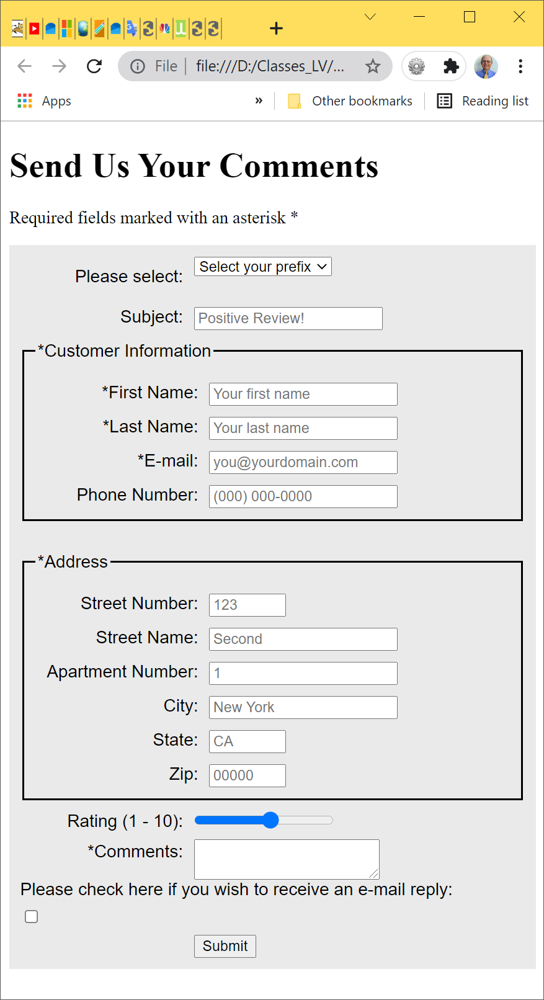 File file:///D:/Classes_LV/...
Apps » Other bookmarks Reading list
Send Us Your Comments
Required fields marked with an asterisk *
Please select: Select your prefix
Subject: Positive Review!
*Customer Information
*First Name: Your first name
*Last Name: Your last name
*E-mail: you@yourdomain.com
Phone Number: (000) 000-0000
*Address
Street Number: 123
Street Name: Second
Apartment Number: 1
City: New York
State: CA
Zip: 00000
Rating (1 - 10):
*Comments:
Please check here if you wish to receive an e-mail reply:
Submit